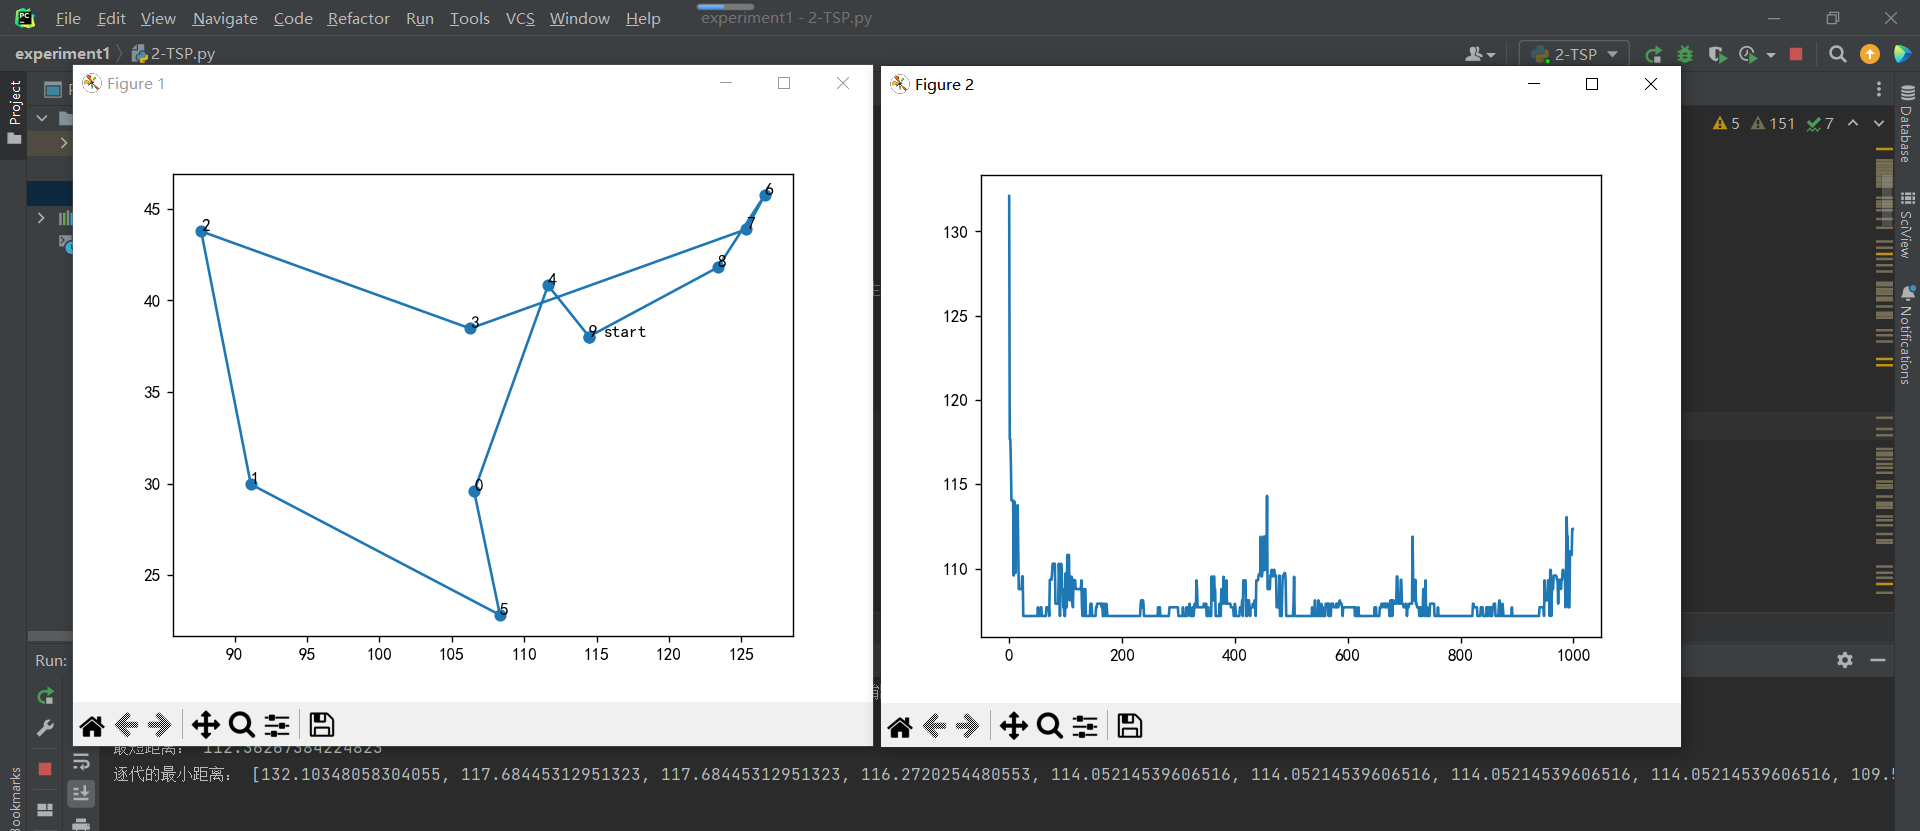 File Edit View Navigate Code Refactor Run Tools VCS Window Help experiment1 - 2-TSP.py
experiment1 2-TSP.py 2-TSP
Project
Figure 1
45
40
35
30
25
90 95 100 105 110 115 120 125
2
6
7
8
4
3
9 start
1
0
5
Figure 2
130
125
120
115
110
0 200 400 600 800 1000
5 151 7
Database
SciView
Notifications
Run:
Bookmarks
最短距离: 112.36267384224823
逐代的最小距离: [132.10348058304055, 117.68445312951323, 117.68445312951323, 116.2720254480553, 114.05214539606516, 114.05214539606516, 114.05214539606516, 114.05214539606516, 109.5